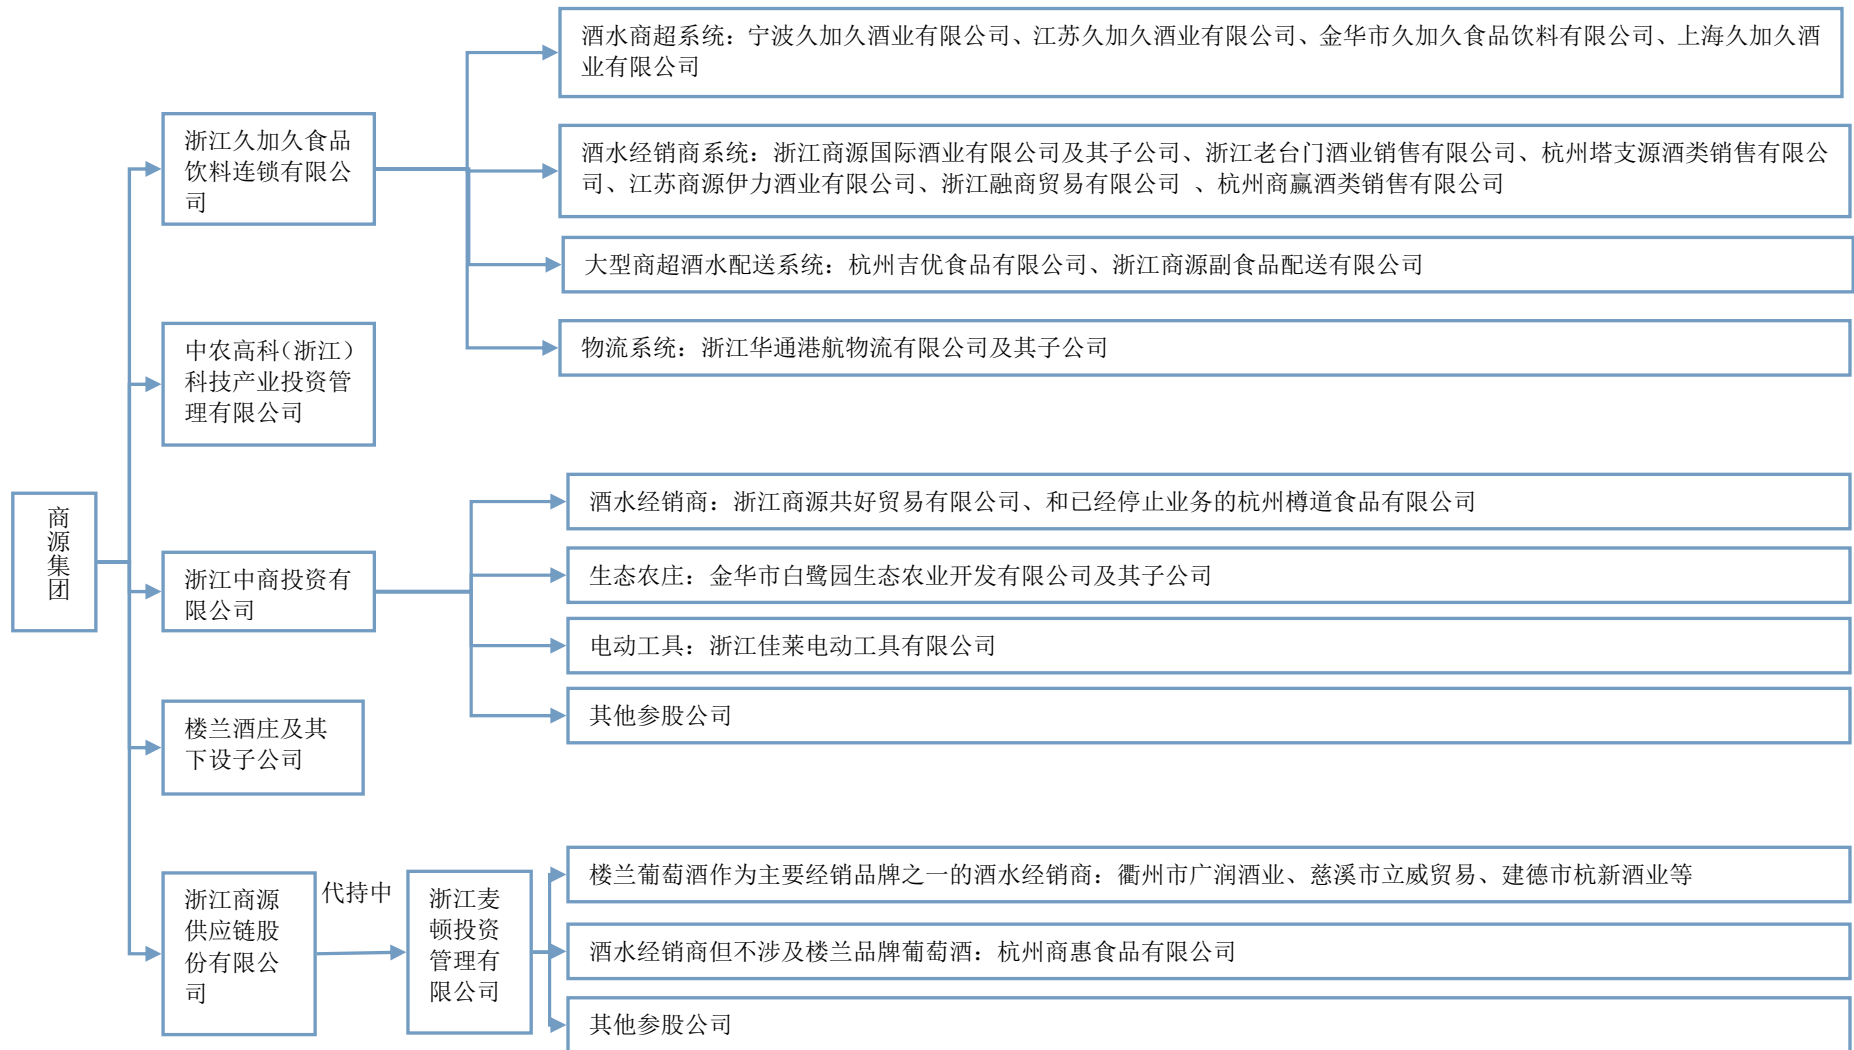 酒水商超系统：宁波久加久酒业有限公司、江苏久加久酒业有限公司、金华市久加久食品饮料有限公司、上海久加久酒
业有限公司
浙江久加久食品
饮料连锁有限公
司
酒水经销商系统：浙江商源国际酒业有限公司及其子公司、浙江老台门酒业销售有限公司、杭州塔支源酒类销售有限公
司、江苏商源伊力酒业有限公司、浙江融商贸易有限公司 、杭州商赢酒类销售有限公司
大型商超酒水配送系统：杭州吉优食品有限公司、浙江商源副食品配送有限公司
物流系统：浙江华通港航物流有限公司及其子公司
中农高科（浙江）
科技产业投资管
理有限公司
商源集团
浙江中商投资有
限公司
酒水经销商：浙江商源共好贸易有限公司、和已经停止业务的杭州樽道食品有限公司
生态农庄：金华市白鹭园生态农业开发有限公司及其子公司
电动工具：浙江佳莱电动工具有限公司
其他参股公司
楼兰酒庄及其
下设子公司
浙江商源
供应链股
份有限公
司
代持中
浙江麦
顿投资
管理有
限公司
楼兰葡萄酒作为主要经销品牌之一的酒水经销商：衢州市广润酒业、慈溪市立威贸易、建德市杭新酒业等
酒水经销商但不涉及楼兰品牌葡萄酒：杭州商惠食品有限公司
其他参股公司